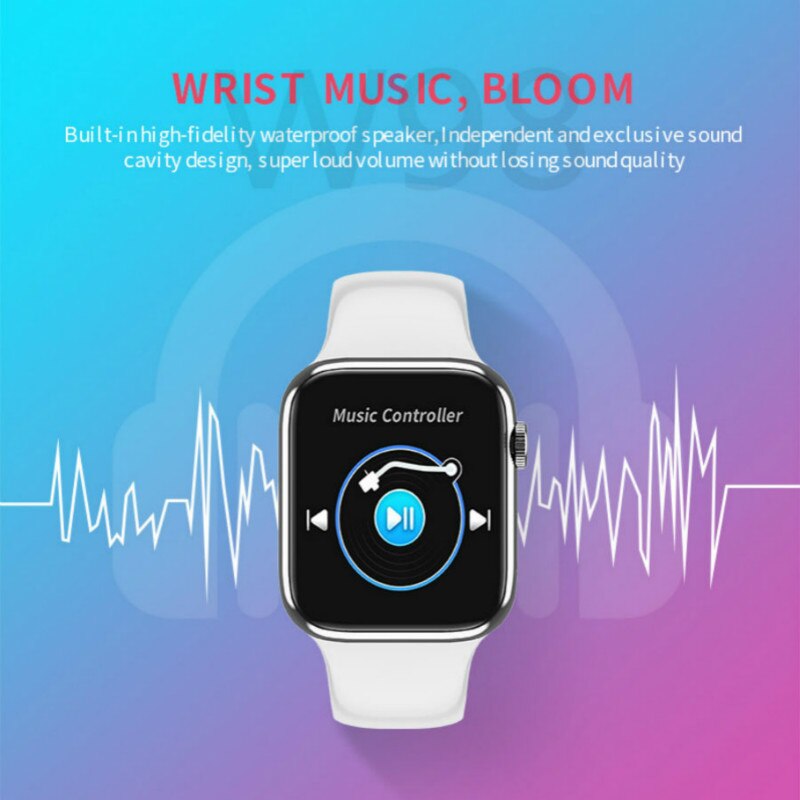 WRIST MUSIC, BLOOM
W98
Built-in high-fidelity waterproof speaker, Independent and exclusive sound
cavity design, super loud volume without losing sound quality
Music Controller